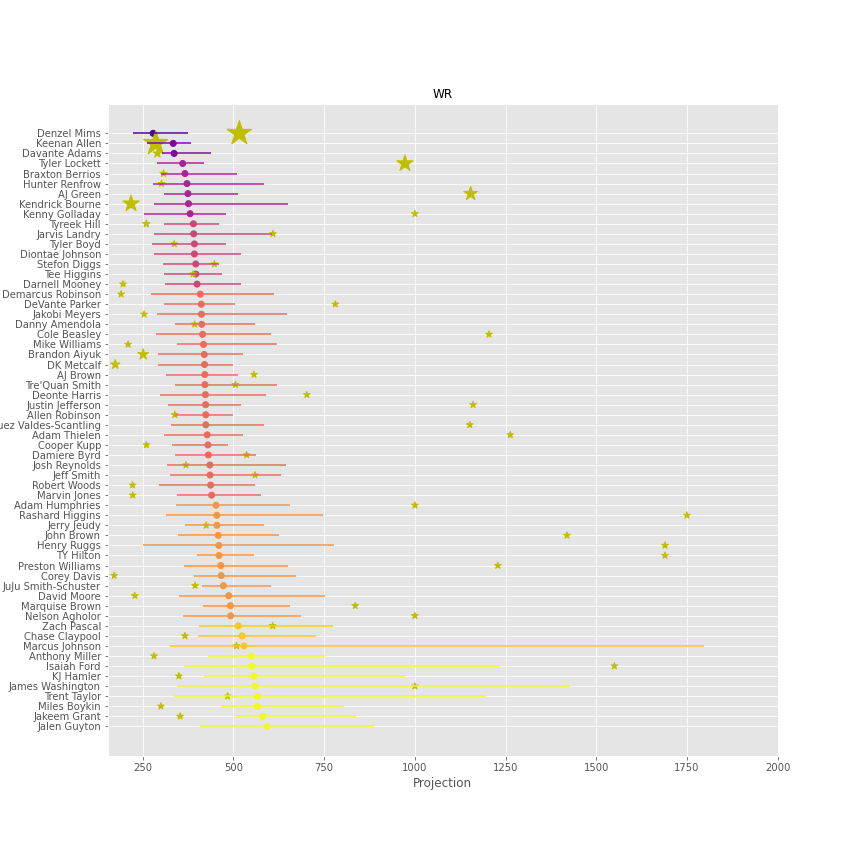 WR
Denzel Mims
Keenan Allen
Davante Adams
Tyler Lockett
Braxton Berrios
Hunter Renfrow
AJ Green
Kendrick Bourne
Kenny Golladay
Tyreek Hill
Jarvis Landry
Tyler Boyd
Diontae Johnson
Stefon Diggs
Tee Higgins
Darnell Mooney
Demarcus Robinson
DeVante Parker
Jakobi Meyers
Danny Amendola
Cole Beasley
Mike Williams
Brandon Aiyuk
DK Metcalf
AJ Brown
Tre'Quan Smith
Deonte Harris
Justin Jefferson
Allen Robinson
uez Valdes-Scantling
Adam Thielen
Cooper Kupp
Damiere Byrd
Josh Reynolds
Jeff Smith
Robert Woods
Marvin Jones
Adam Humphries
Rashard Higgins
Jerry Jeudy
John Brown
Henry Ruggs
TY Hilton
Preston Williams
Corey Davis
JuJu Smith-Schuster
David Moore
Marquise Brown
Nelson Agholor
Zach Pascal
Chase Claypool
Marcus Johnson
Anthony Miller
Isaiah Ford
KJ Hamler
James Washington
Trent Taylor
Miles Boykin
Jakeem Grant
Jalen Guyton
250 500 750 1000 1250 1500 1750 2000
Projection